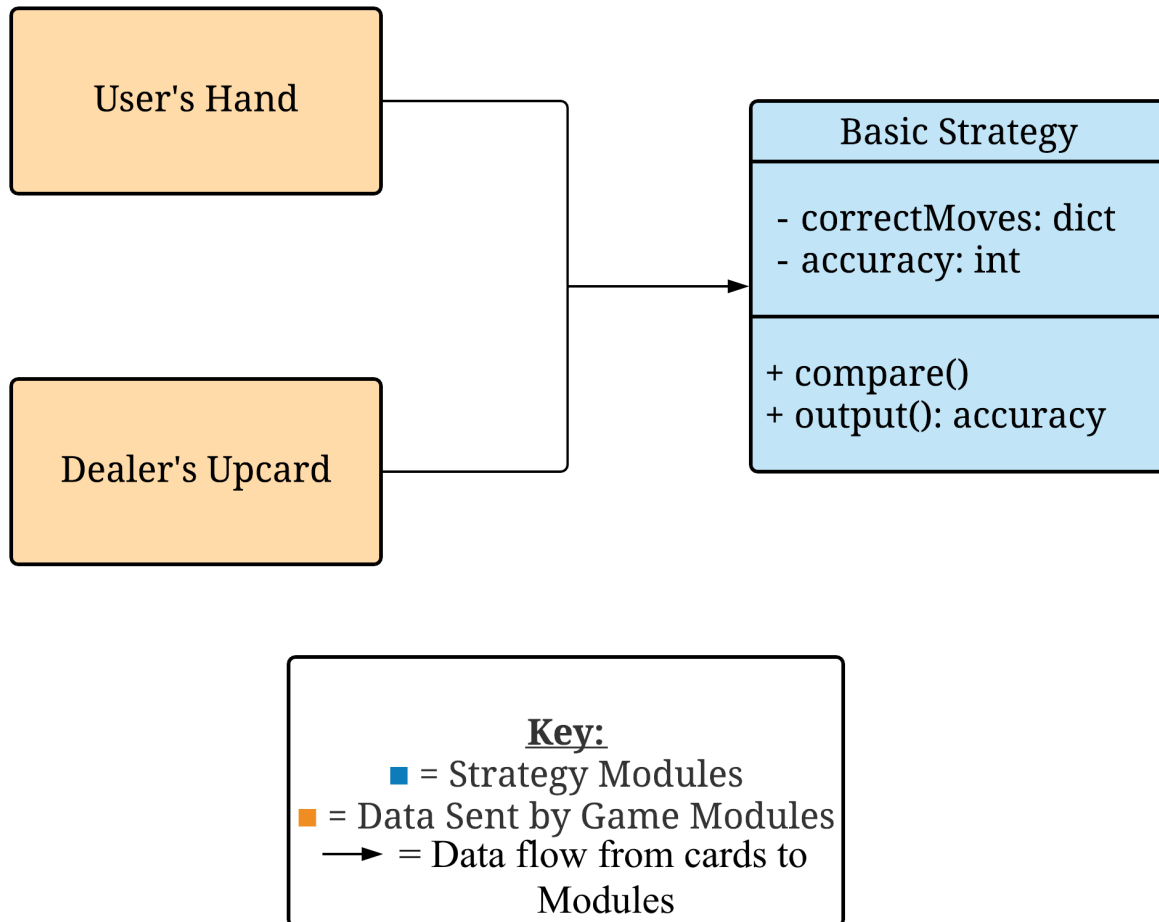 User's Hand
Basic Strategy
- correctMoves: dict
- accuracy: int
+ compare()
+ output(): accuracy
Dealer's Upcard
Key:
= Strategy Modules
= Data Sent by Game Modules
= Data flow from cards to
Modules